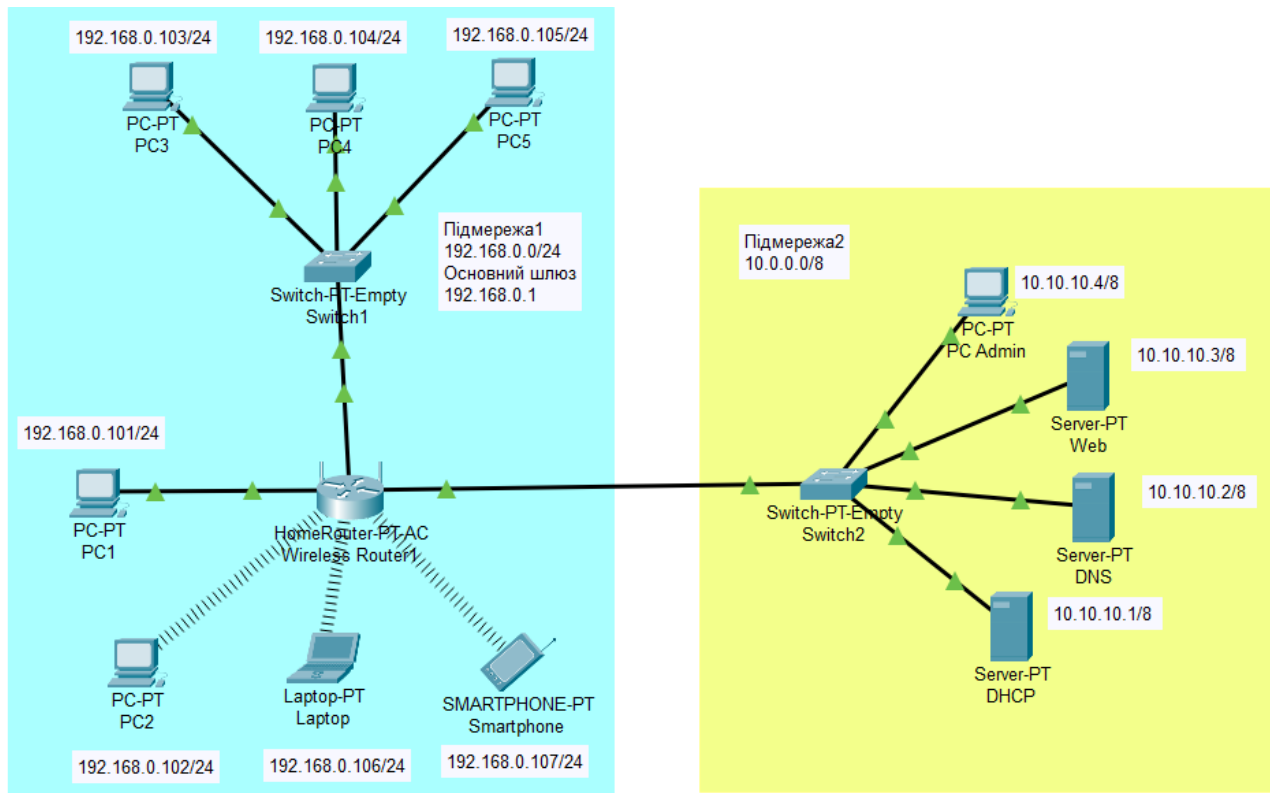 192.168.0.103/24
192.168.0.104/24
192.168.0.105/24
PC-PT
PC3
PC-PT
PC4
PC-PT
PC5
Підмережа1
192.168.0.0/24
Основний шлюз
192.168.0.1
Switch-PT-Empty
Switch1
192.168.0.101/24
PC-PT
PC1
HomeRouter-PT-AC
Wireless Router1
PC-PT
PC2
Laptop-PT
Laptop
SMARTPHONE-PT
Smartphone
192.168.0.102/24
192.168.0.106/24
192.168.0.107/24
Підмережа2
10.0.0.0/8
10.10.10.4/8
PC-PT
PC Admin
10.10.10.3/8
Server-PT
Web
Switch-PT-Empty
Switch2
10.10.10.2/8
Server-PT
DNS
10.10.10.1/8
Server-PT
DHCP